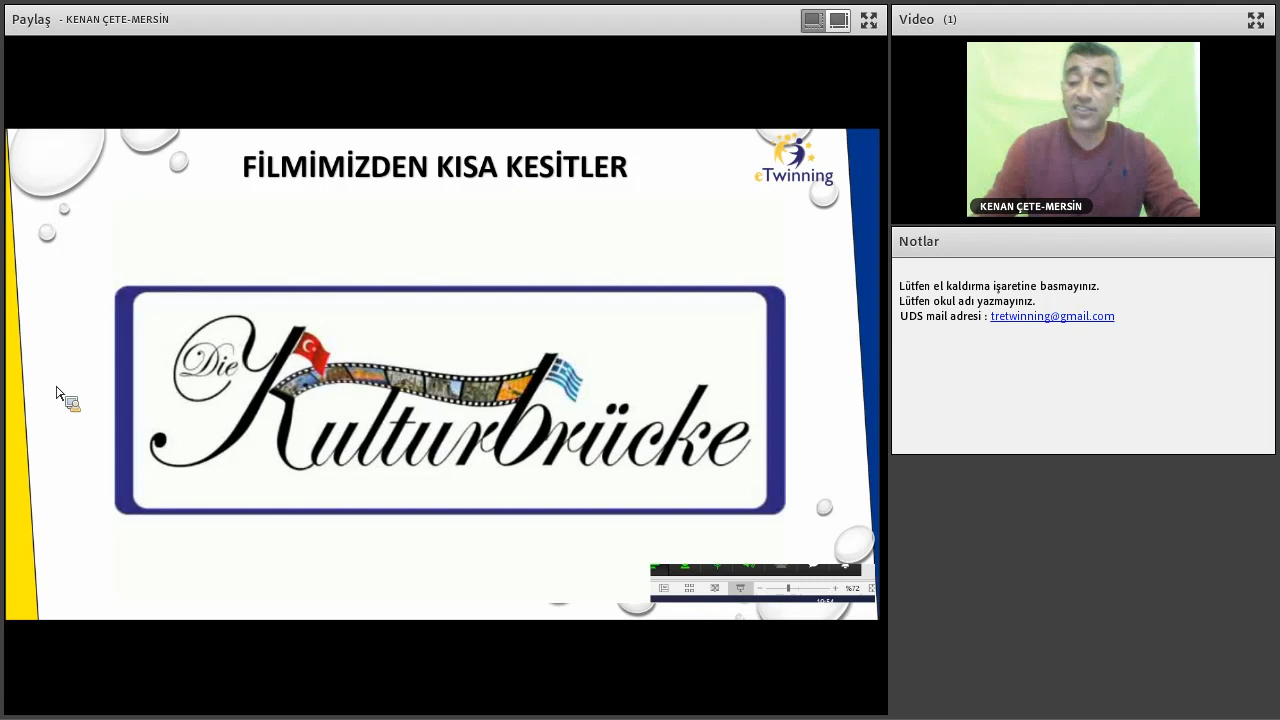 Paylaş - KENAN ÇETE-MERSİN
FİLMİMİZDEN KISA KESİTLER
eTwinning
Die Kulturbrücke
%72
Video (1)
KENAN ÇETE-MERSİN
Notlar
Lütfen el kaldırma işaretine basmayınız.
Lütfen okul adı yazmayınız.
UDS mail adresi : tretwinning@gmail.com